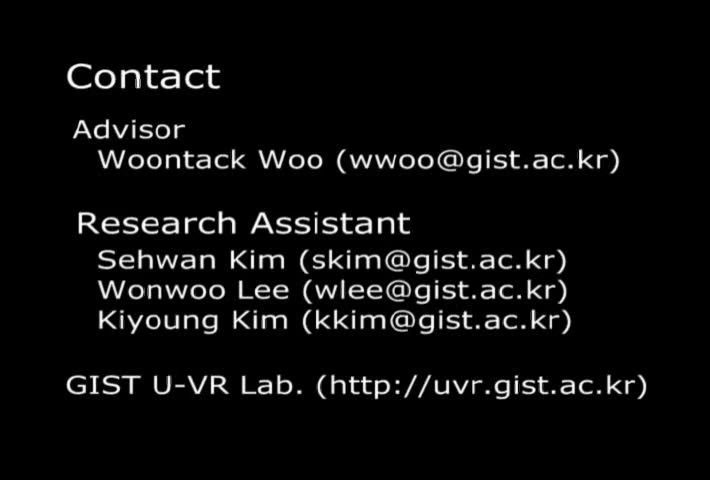 Contact
Advisor
Woontack Woo (wwoo@gist.ac.kr)
Research Assistant
Sehwan Kim (skim@gist.ac.kr)
Wonwoo Lee (wlee@gist.ac.kr)
Kiyoung Kim (kkim@gist.ac.kr)
GIST U-VR Lab. (http://uvr.gist.ac.kr)